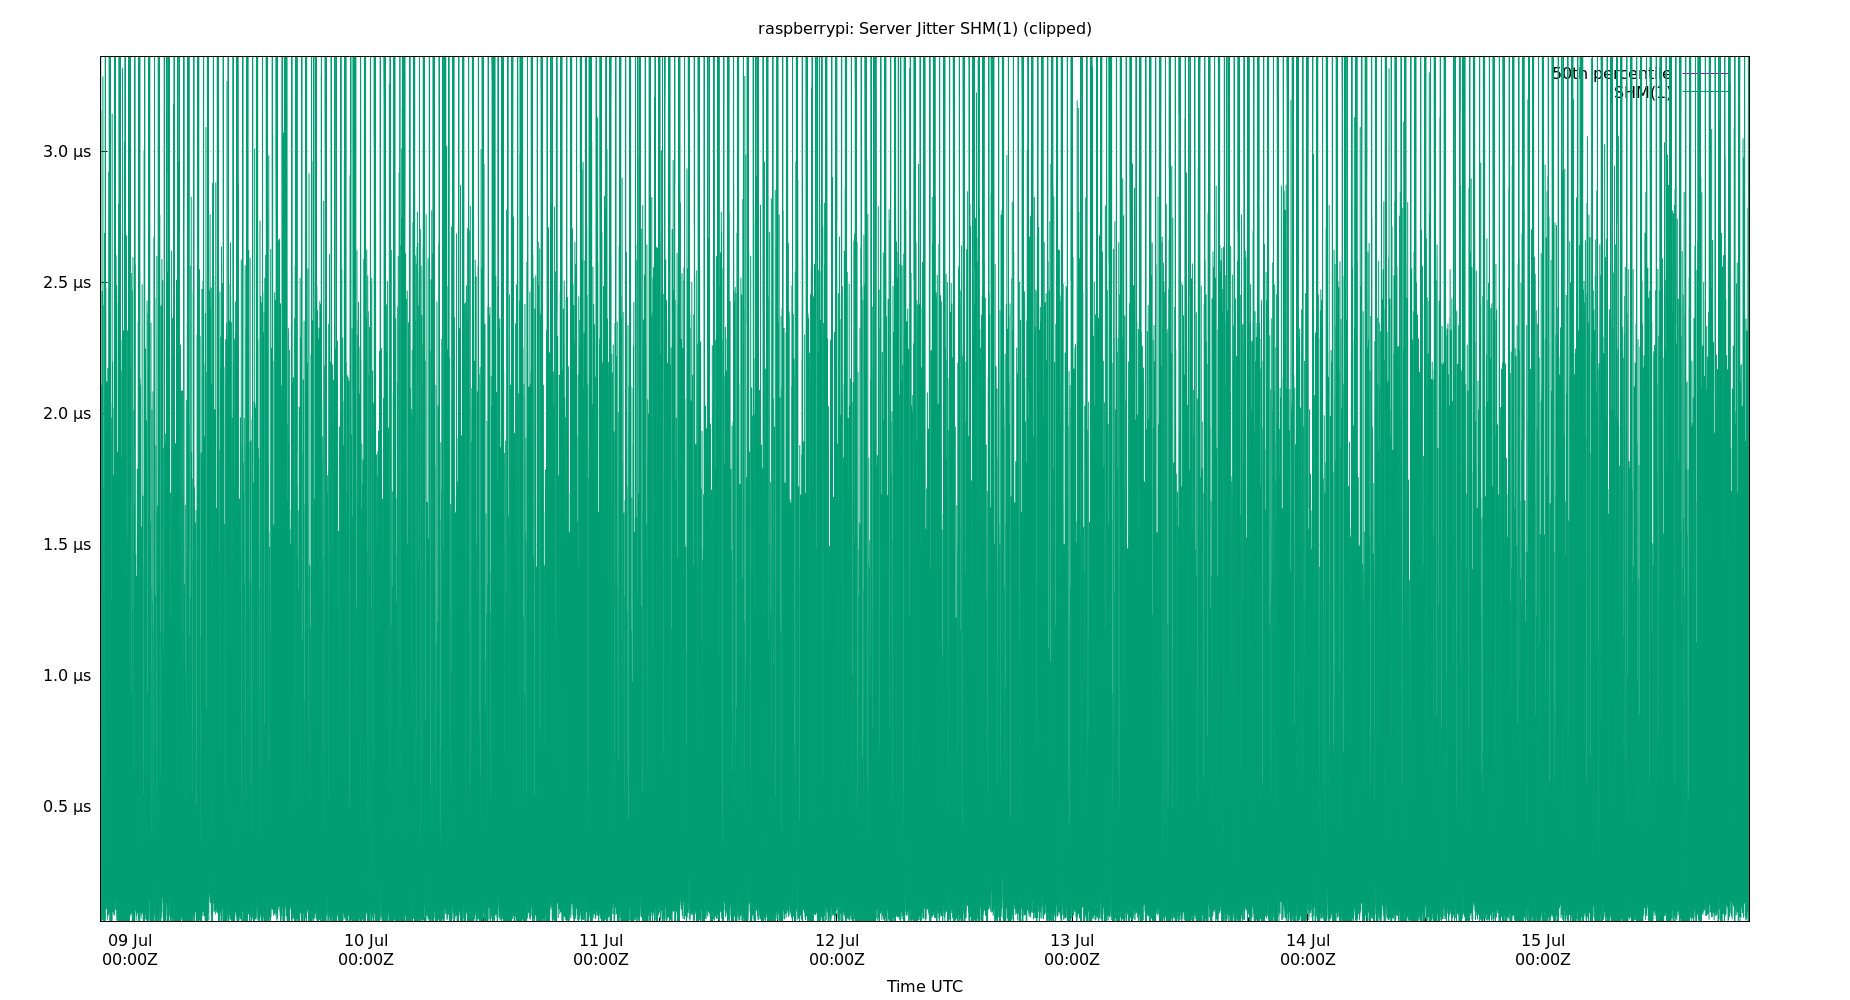 raspberrypi: Server Jitter SHM(1) (clipped)
50th percentile
SHM(1)
3.0 μs
2.5 μs
2.0 μs
1.5 μs
1.0 μs
0.5 μs
09 Jul 10 Jul 11 Jul 12 Jul 13 Jul 14 Jul 15 Jul
00:00Z 00:00Z 00:00Z 00:00Z 00:00Z 00:00Z 00:00Z
Time UTC